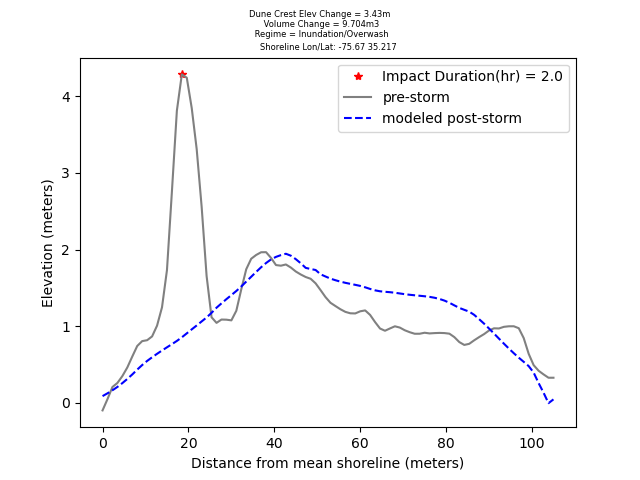 Dune Crest Elev Change = 3.43m
Volume Change = 9.704m3
Regime = Inundation/Overwash
Shoreline Lon/Lat: -75.67 35.217
Impact Duration(hr) = 2.0
pre-storm
modeled post-storm
4
3
2
1
0
Elevation (meters)
0 20 40 60 80 100
Distance from mean shoreline (meters)